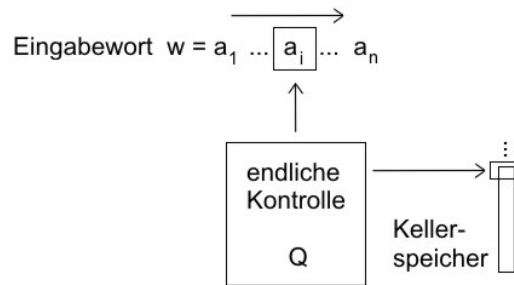 Eingabewort w = a₁ ... aᵢ ... aₙ
endliche
Kontrolle
Q
Keller-
speicher
⋮